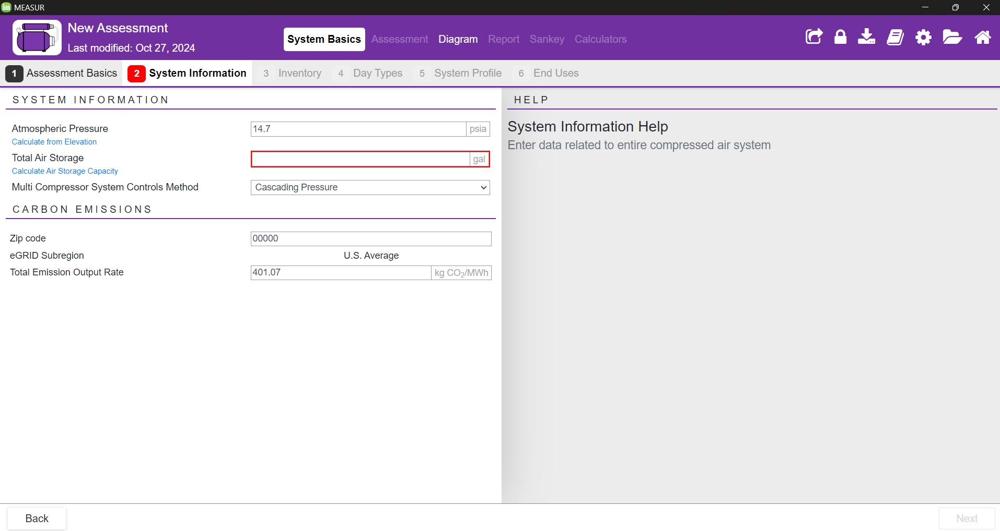 MEASUR
New Assessment
Last modified: Oct 27, 2024
System Basics Assessment Diagram Report Sankey Calculators
1 Assessment Basics 2 System Information 3 Inventory 4 Day Types 5 System Profile 6 End Uses
SYSTEM INFORMATION
Atmospheric Pressure 14.7 psia
Calculate from Elevation
Total Air Storage gal
Calculate Air Storage Capacity
Multi Compressor System Controls Method Cascading Pressure
CARBON EMISSIONS
Zip code 00000
eGRID Subregion U.S. Average
Total Emission Output Rate 401.07 kg CO2/MWh
HELP
System Information Help
Enter data related to entire compressed air system
Back Next